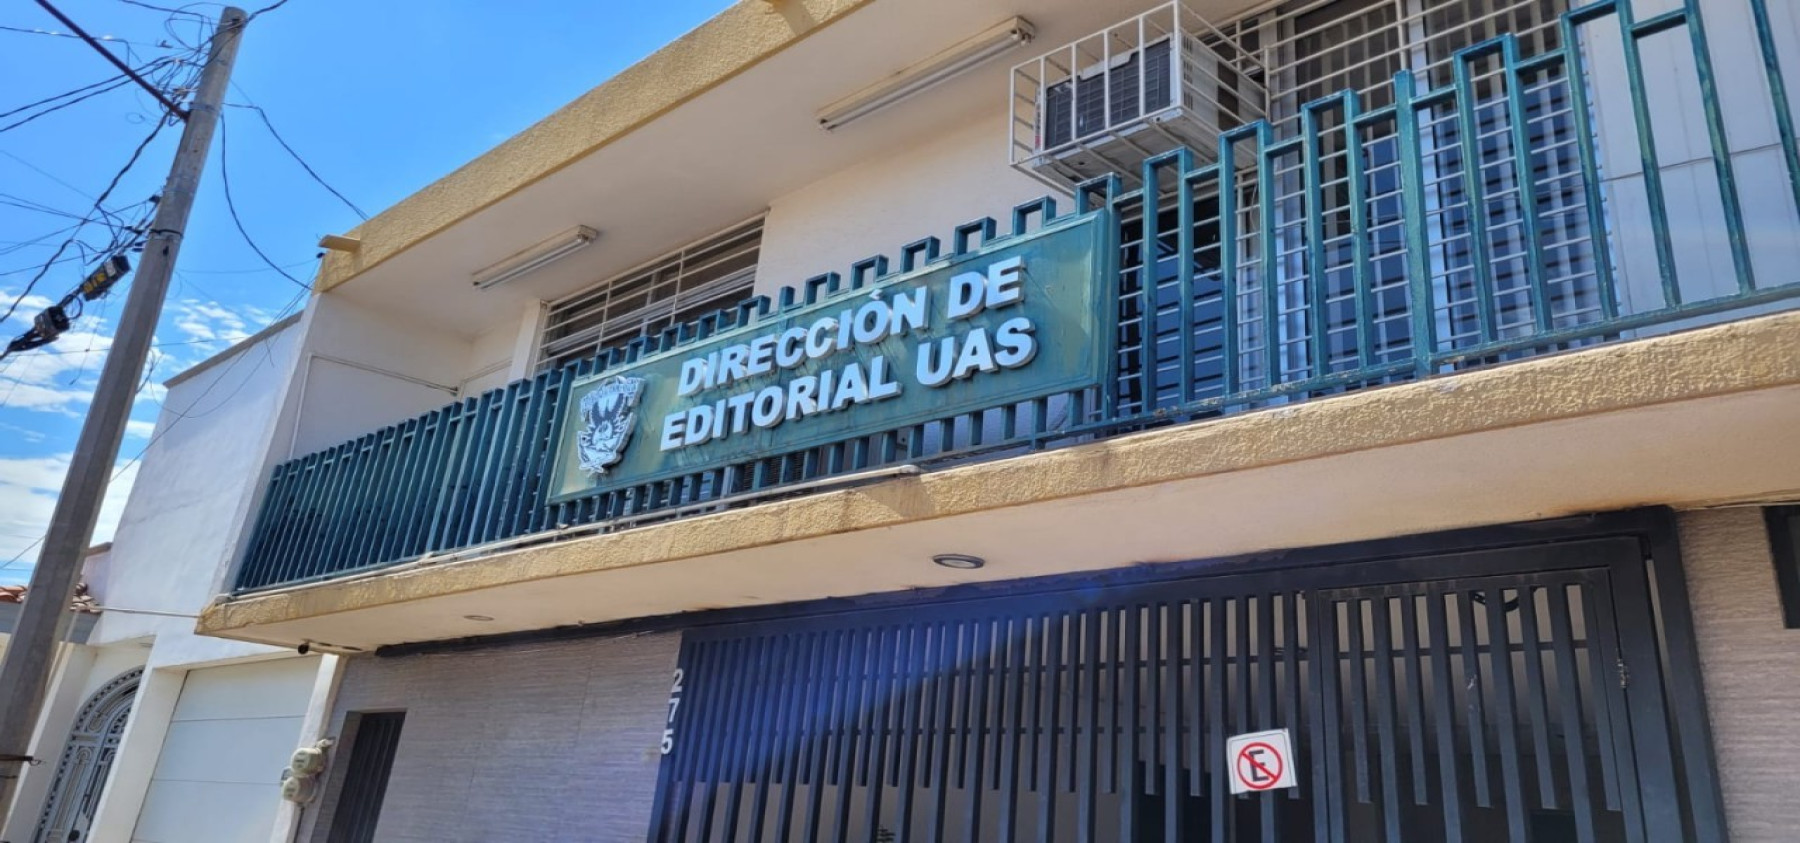 DIRECCIÓN DE
EDITORIAL UAS
275
E